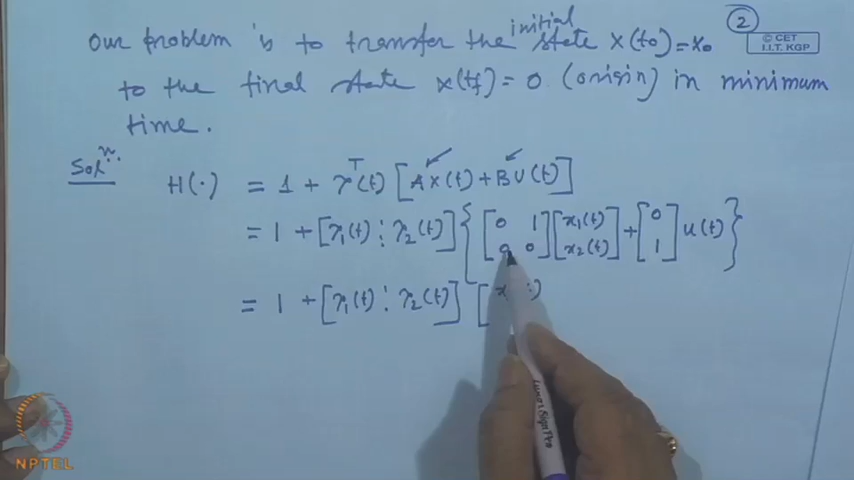 Our problem is to transfer the initial state x(t0) = x0
to the final state x(tf) = 0 (origin) in minimum
time.
2
© CET
I.I.T. KGP
Solⁿ:
H(·) = 1 + λᵀ(t) [Ax(t) + BU(t)]
= 1 + [λ1(t) ⋮ λ2(t)] { [0 1; 0 0] [x1(t); x2(t)] + [0; 1] u(t) }
= 1 + [λ1(t) ⋮ λ2(t)] [
Luxor SignPro
NPTEL